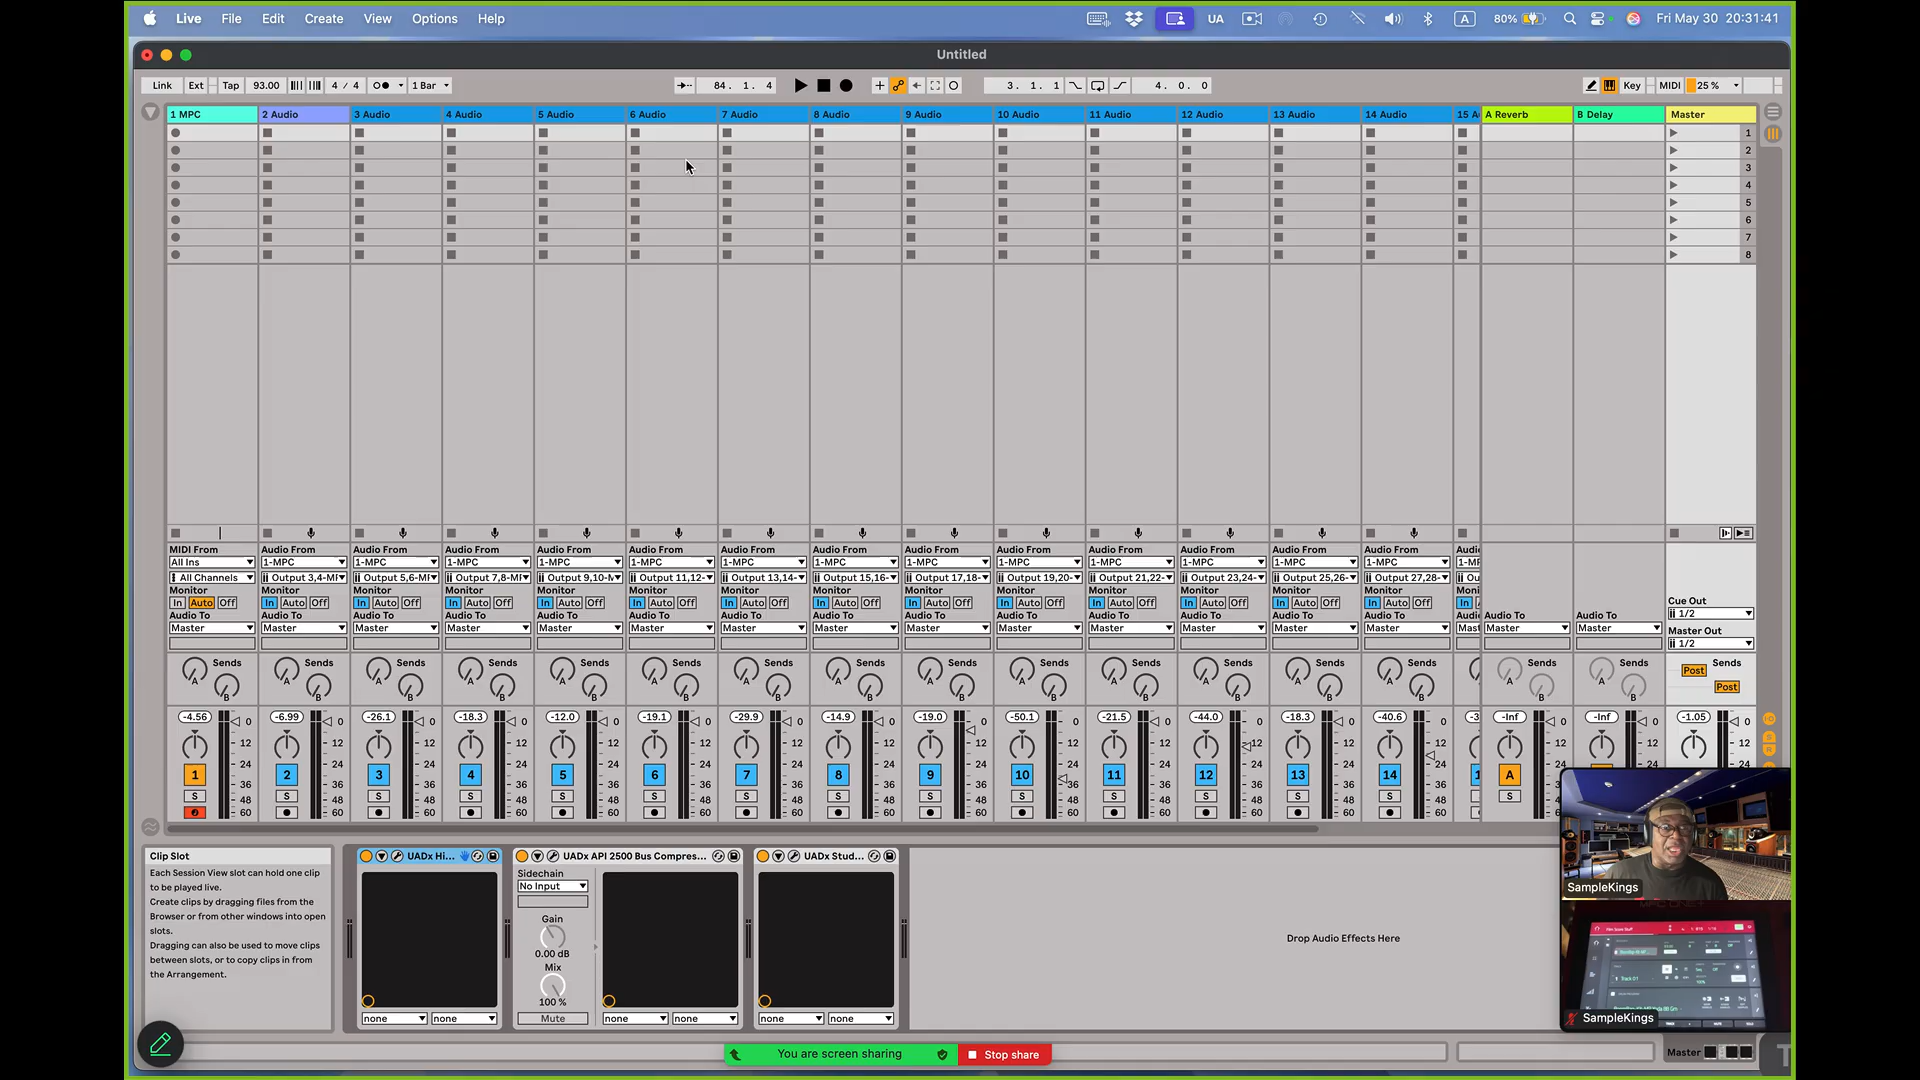 Live File Edit Create View Options Help
UA A 80% Fri May 30 20:31:41
Untitled
Link Ext Tap 93.00 4 / 4 1 Bar 84. 1. 4 3. 1. 1 4. 0. 0 Key MIDI 25 %
1 MPC 2 Audio 3 Audio 4 Audio 5 Audio 6 Audio 7 Audio 8 Audio 9 Audio 10 Audio 11 Audio 12 Audio 13 Audio 14 Audio 15 A A Reverb B Delay Master
1
2
3
4
5
6
7
8
MIDI From Audio From Audio From Audio From Audio From Audio From Audio From Audio From Audio From Audio From Audio From Audio From Audio From Audio From Audi
All Ins 1-MPC 1-MPC 1-MPC 1-MPC 1-MPC 1-MPC 1-MPC 1-MPC 1-MPC 1-MPC 1-MPC 1-MPC 1-MPC 1-M
All Channels Output 3,4-M Output 5,6-M Output 7,8-M Output 9,10-M Output 11,12- Output 13,14- Output 15,16- Output 17,18- Output 19,20- Output 21,22- Output 23,24- Output 25,26- Output 27,28- Ou
Monitor Monitor Monitor Monitor Monitor Monitor Monitor Monitor Monitor Monitor Monitor Monitor Monitor Monitor Moni
In Auto Off In Auto Off In Auto Off In Auto Off In Auto Off In Auto Off In Auto Off In Auto Off In Auto Off In Auto Off In Auto Off In Auto Off In Auto Off In Auto Off In A
Cue Out
1/2
Audio To Audio To Audio To Audio To Audio To Audio To Audio To Audio To Audio To Audio To Audio To Audio To Audio To Audio To Audi Audio To Audio To
Master Master Master Master Master Master Master Master Master Master Master Master Master Master Mast Master Master
Master Out
1/2
Sends Sends Sends Sends Sends Sends Sends Sends Sends Sends Sends Sends Sends Sends Sends Sends Sends
A A A A A A A A A A A A A A A A Post
B B B B B B B B B B B B B B B B Post
-4.56 0 -6.99 0 -26.1 0 -18.3 0 -12.0 0 -19.1 0 -29.9 0 -14.9 0 -19.0 0 -50.1 0 -21.5 0 -44.0 0 -18.3 0 -40.6 0 -3 -Inf 0 -Inf 0 -1.05 0
12 12 12 12 12 12 12 12 12 12 12 12 12 12 12 12 12
24 24 24 24 24 24 24 24 24 24 24 24 24 24 24 24 24
1 2 3 4 5 6 7 8 9 10 11 12 13 14 1 A
36 36 36 36 36 36 36 36 36 36 36 36 36 36 36
S S S S S S S S S S S S S S S S
48 48 48 48 48 48 48 48 48 48 48 48 48 48
60 60 60 60 60 60 60 60 60 60 60 60 60 60
Clip Slot
Each Session View slot can hold one clip
to be played live.
Create clips by dragging files from the
Browser or from other windows into open
slots.
Dragging can also be used to move clips
between slots, or to copy clips in from
the Arrangement.
UADx Hi...
none none
UADx API 2500 Bus Compres...
Sidechain
No Input
Gain
0.00 dB
Mix
100 %
Mute none none
UADx Stud...
none none
Drop Audio Effects Here
SampleKings
SampleKings
You are screen sharing Stop share
Master